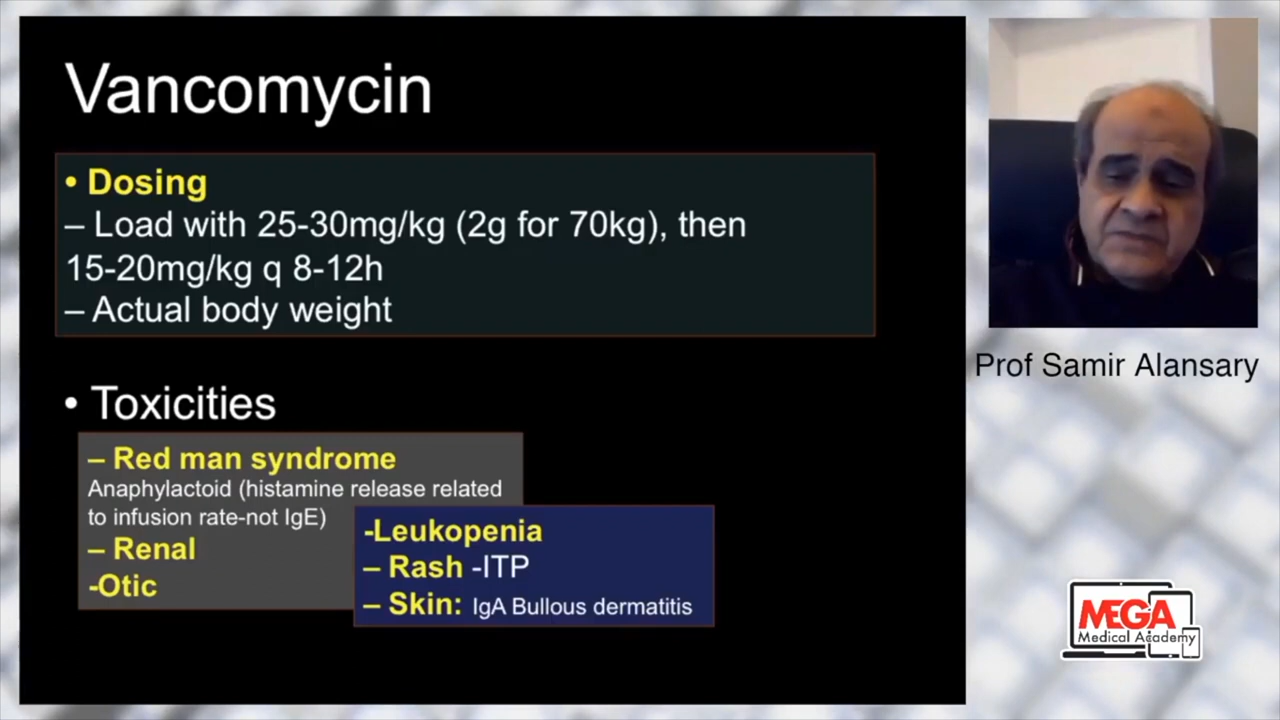 Vancomycin
• Dosing
– Load with 25-30mg/kg (2g for 70kg), then
15-20mg/kg q 8-12h
– Actual body weight
• Toxicities
– Red man syndrome
Anaphylactoid (histamine release related
to infusion rate-not IgE)
– Renal
-Otic
-Leukopenia
– Rash -ITP
– Skin: IgA Bullous dermatitis
Prof Samir Alansary
MEGA
Medical Academy